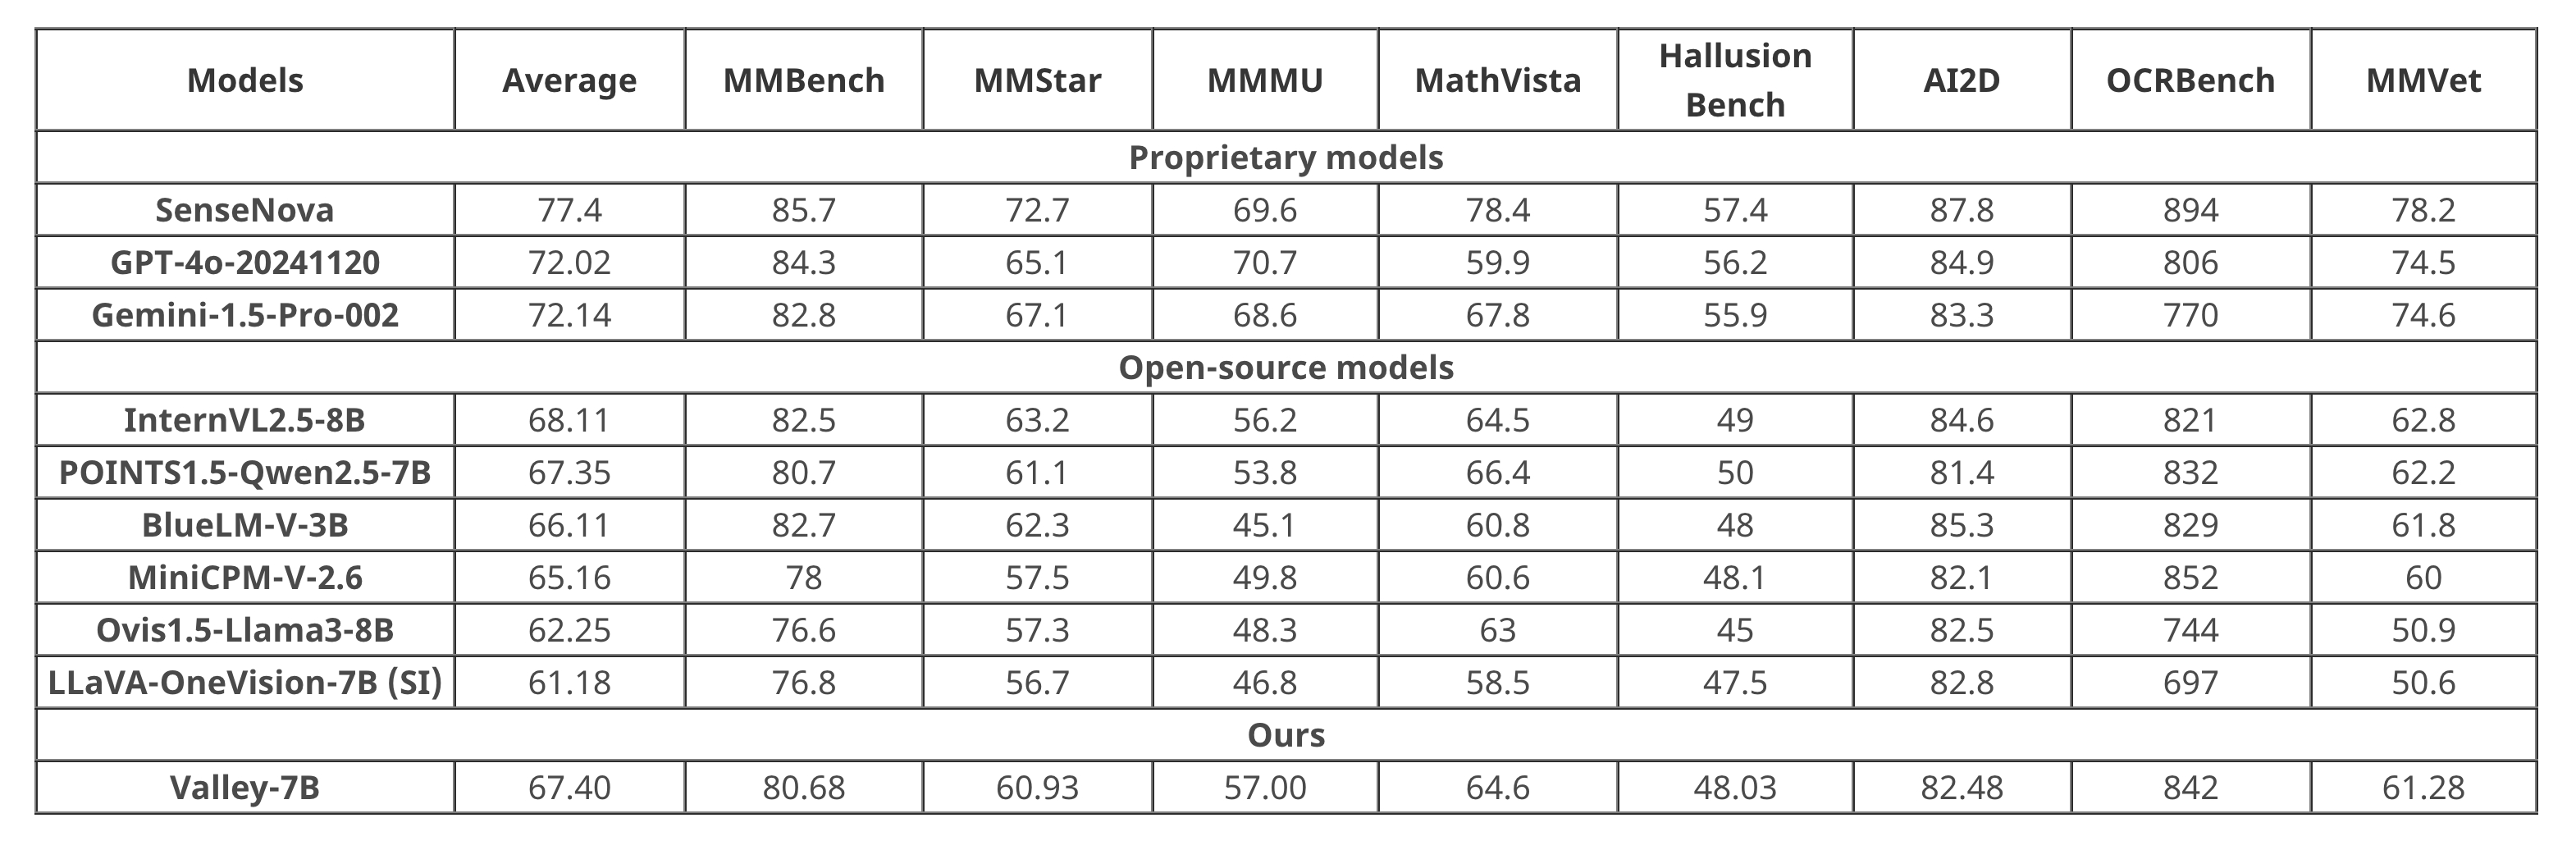 Models Average MMBench MMStar MMMU MathVista Hallusion Bench AI2D OCRBench MMVet
Proprietary models
SenseNova 77.4 85.7 72.7 69.6 78.4 57.4 87.8 894 78.2
GPT-4o-20241120 72.02 84.3 65.1 70.7 59.9 56.2 84.9 806 74.5
Gemini-1.5-Pro-002 72.14 82.8 67.1 68.6 67.8 55.9 83.3 770 74.6
Open-source models
InternVL2.5-8B 68.11 82.5 63.2 56.2 64.5 49 84.6 821 62.8
POINTS1.5-Qwen2.5-7B 67.35 80.7 61.1 53.8 66.4 50 81.4 832 62.2
BlueLM-V-3B 66.11 82.7 62.3 45.1 60.8 48 85.3 829 61.8
MiniCPM-V-2.6 65.16 78 57.5 49.8 60.6 48.1 82.1 852 60
Ovis1.5-Llama3-8B 62.25 76.6 57.3 48.3 63 45 82.5 744 50.9
LLaVA-OneVision-7B (SI) 61.18 76.8 56.7 46.8 58.5 47.5 82.8 697 50.6
Ours
Valley-7B 67.40 80.68 60.93 57.00 64.6 48.03 82.48 842 61.28